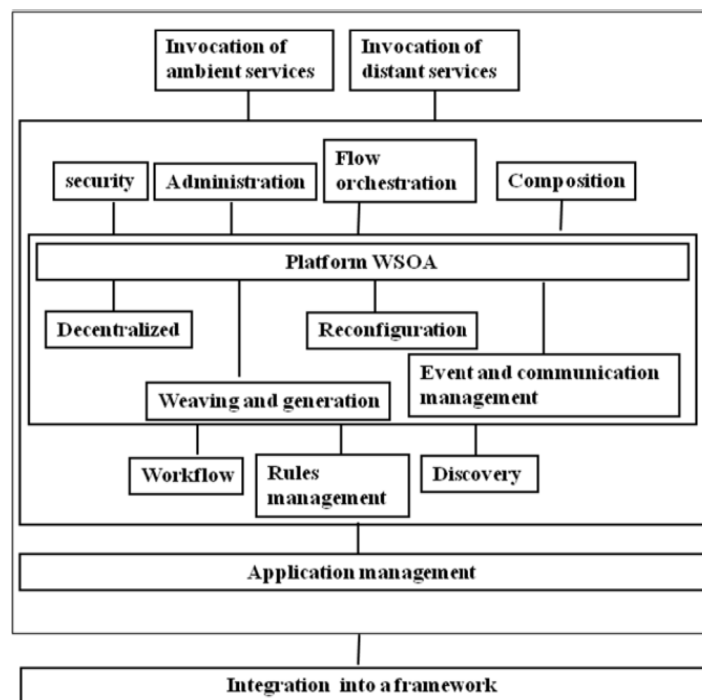 Invocation of
ambient services
Invocation of
distant services
security
Administration
Flow
orchestration
Composition
Platform WSOA
Decentralized
Reconfiguration
Event and communication
management
Weaving and generation
Workflow
Rules
management
Discovery
Application management
Integration into a framework